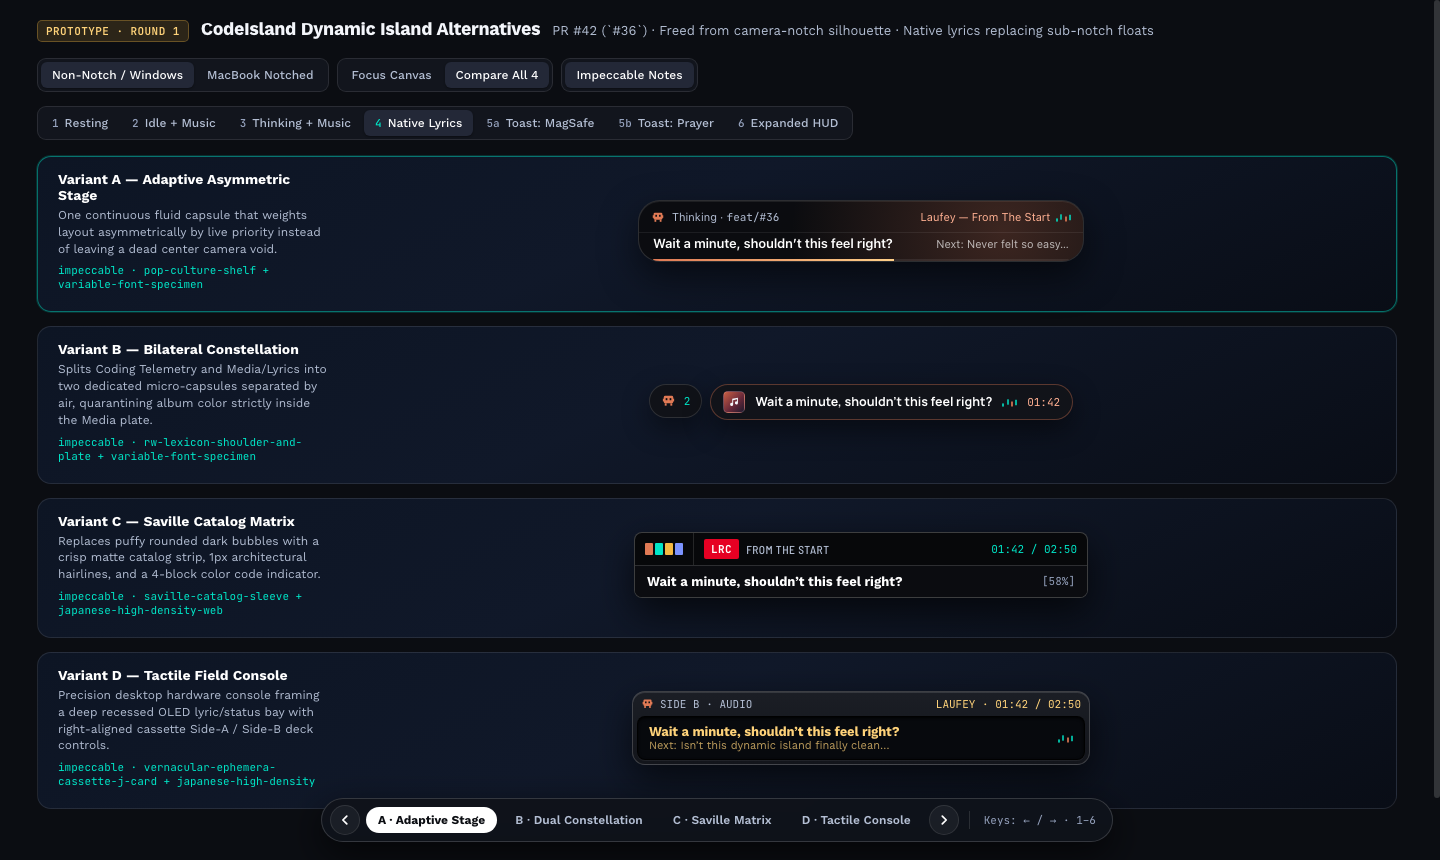 PROTOTYPE · ROUND 1 CodeIsland Dynamic Island Alternatives PR #42 (`#36`) · Freed from camera-notch silhouette · Native lyrics replacing sub-notch floats
Non-Notch / Windows MacBook Notched Focus Canvas Compare All 4 Impeccable Notes
1 Resting 2 Idle + Music 3 Thinking + Music 4 Native Lyrics 5a Toast: MagSafe 5b Toast: Prayer 6 Expanded HUD
Variant A — Adaptive Asymmetric
Stage
One continuous fluid capsule that weights
layout asymmetrically by live priority instead
of leaving a dead center camera void.
impeccable · pop-culture-shelf +
variable-font-specimen
Thinking · feat/#36 Laufey — From The Start
Wait a minute, shouldn't this feel right? Next: Never felt so easy...
Variant B — Bilateral Constellation
Splits Coding Telemetry and Media/Lyrics into
two dedicated micro-capsules separated by
air, quarantining album color strictly inside
the Media plate.
impeccable · rw-lexicon-shoulder-and-
plate + variable-font-specimen
2 Wait a minute, shouldn't this feel right? 01:42
Variant C — Saville Catalog Matrix
Replaces puffy rounded dark bubbles with a
crisp matte catalog strip, 1px architectural
hairlines, and a 4-block color code indicator.
impeccable · saville-catalog-sleeve +
japanese-high-density-web
LRC FROM THE START 01:42 / 02:50
Wait a minute, shouldn't this feel right? [58%]
Variant D — Tactile Field Console
Precision desktop hardware console framing
a deep recessed OLED lyric/status bay with
right-aligned cassette Side-A / Side-B deck
controls.
impeccable · vernacular-ephemera-
cassette-j-card + japanese-high-density
SIDE B · AUDIO LAUFEY · 01:42 / 02:50
Wait a minute, shouldn't this feel right?
Next: Isn't this dynamic island finally clean...
A · Adaptive Stage B · Dual Constellation C · Saville Matrix D · Tactile Console Keys: ← / → · 1–6